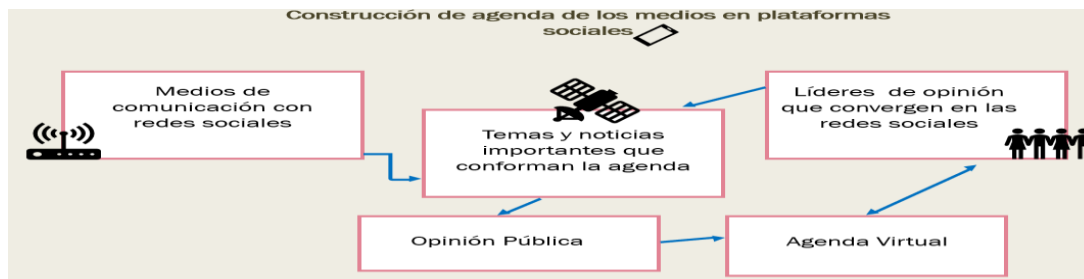 Construcción de agenda de los medios en plataformas
sociales
Medios de
comunicación con
redes sociales
Temas y noticias
importantes que
conforman la agenda
Líderes de opinión
que convergen en las
redes sociales
Opinión Pública
Agenda Virtual